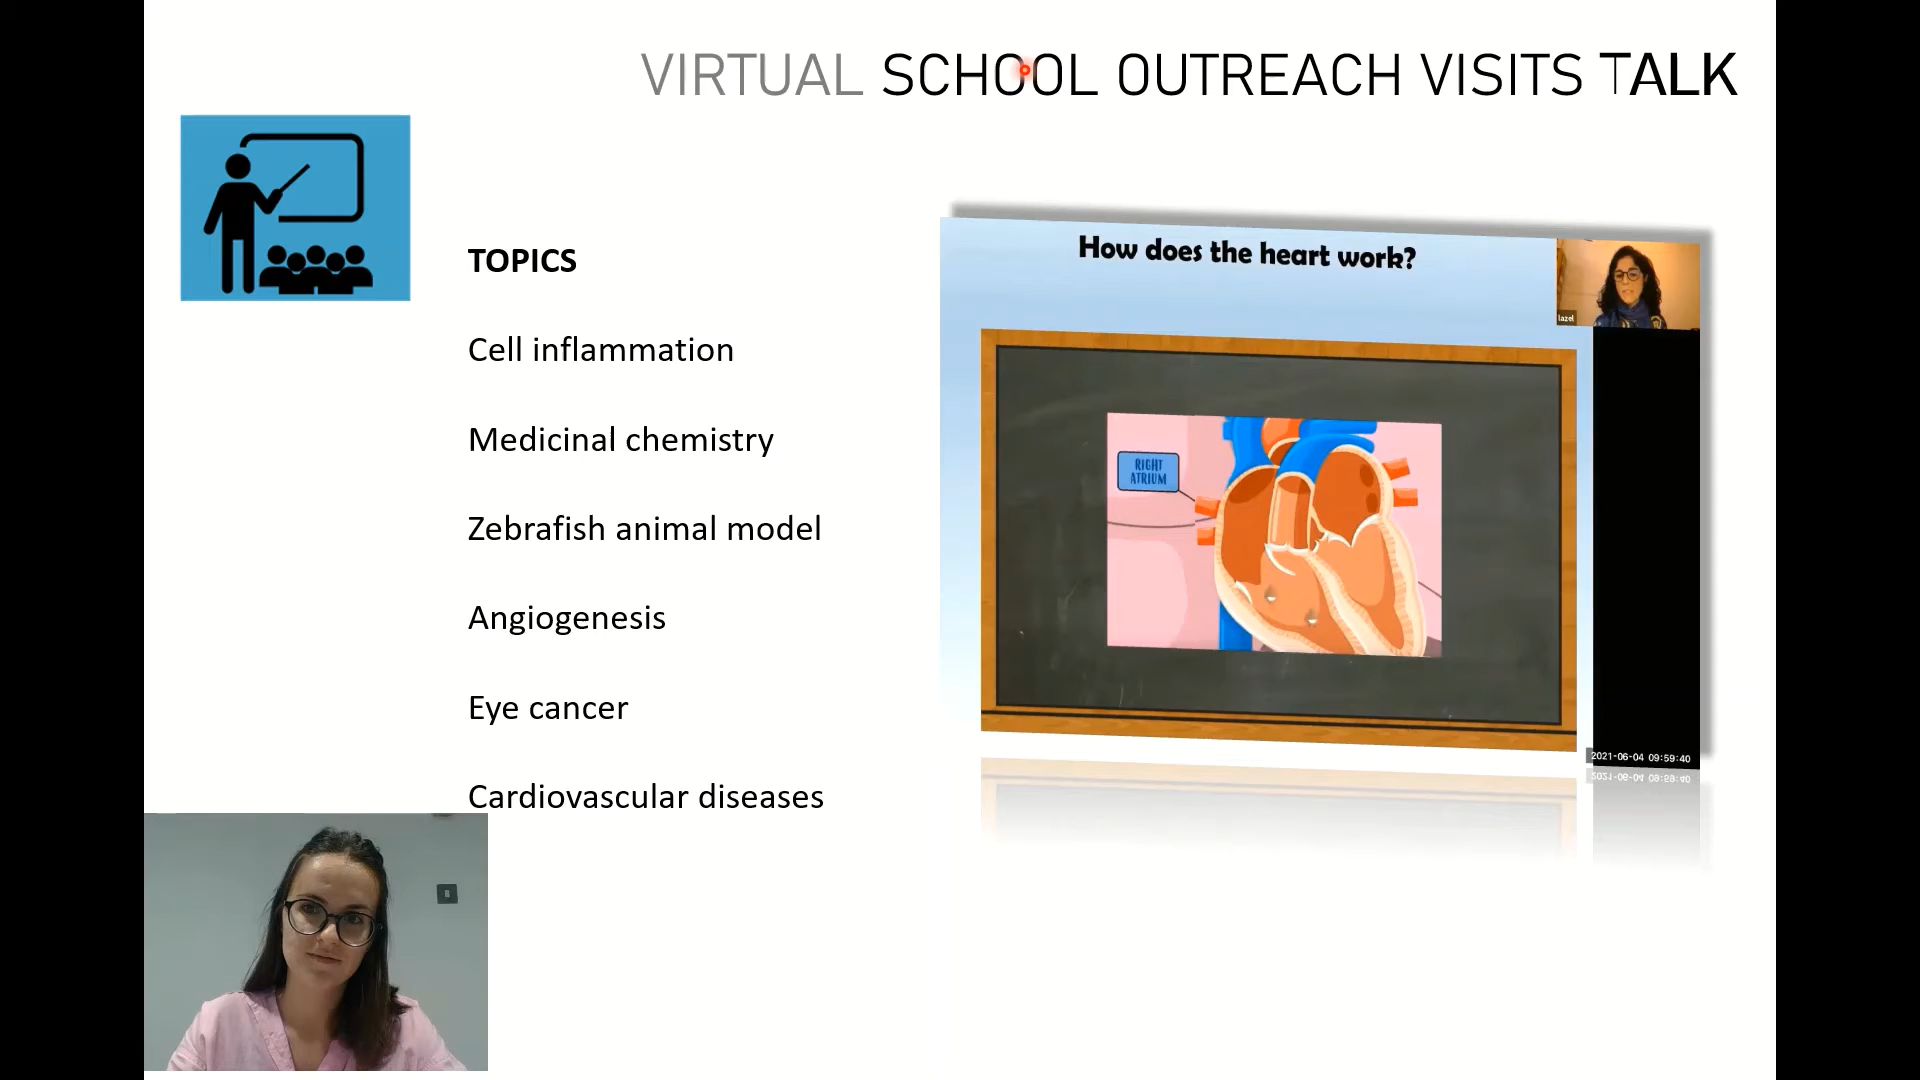 VIRTUAL SCHOOL OUTREACH VISITS TALK
TOPICS
Cell inflammation
Medicinal chemistry
Zebrafish animal model
Angiogenesis
Eye cancer
Cardiovascular diseases
How does the heart work?
lazel
RIGHT
ATRIUM
2021-06-04 09:59:40